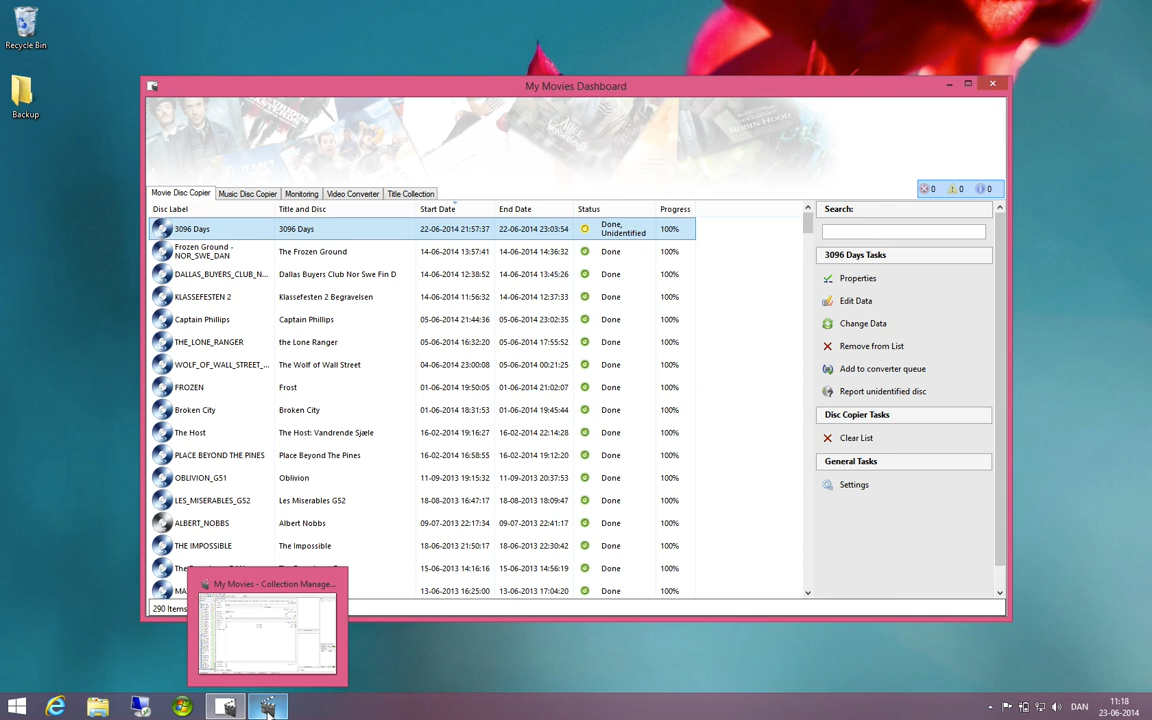 Recycle Bin
Backup
My Movies Dashboard
ROBIN HOOD
Movie Disc Copier
Music Disc Copier
Monitoring
Video Converter
Title Collection
0
0
0
Disc Label
Title and Disc
Start Date
End Date
Status
Progress
3096 Days
3096 Days
22-06-2014 21:57:37
22-06-2014 23:03:54
Done,
Unidentified
100%
Frozen Ground -
NOR_SWE_DAN
The Frozen Ground
14-06-2014 13:57:41
14-06-2014 14:36:32
Done
100%
DALLAS_BUYERS_CLUB_N...
Dallas Buyers Club Nor Swe Fin D
14-06-2014 12:38:52
14-06-2014 13:45:26
Done
100%
KLASSEFESTEN 2
Klassefesten 2 Begravelsen
14-06-2014 11:56:32
14-06-2014 12:37:33
Done
100%
Captain Phillips
Captain Phillips
05-06-2014 21:44:36
05-06-2014 23:02:35
Done
100%
THE_LONE_RANGER
the Lone Ranger
05-06-2014 16:32:20
05-06-2014 17:55:52
Done
100%
WOLF_OF_WALL_STREET_...
The Wolf of Wall Street
04-06-2014 23:00:08
05-06-2014 00:21:25
Done
100%
FROZEN
Frost
01-06-2014 19:50:05
01-06-2014 21:02:07
Done
100%
Broken City
Broken City
01-06-2014 18:31:53
01-06-2014 19:45:44
Done
100%
The Host
The Host: Vandrende Sjæle
16-02-2014 19:16:27
16-02-2014 22:14:28
Done
100%
PLACE BEYOND THE PINES
The Place Beyond The Pines
16-02-2014 16:58:55
16-02-2014 19:12:20
Done
100%
OBLIVION_G51
Oblivion
11-09-2013 19:15:32
11-09-2013 20:37:53
Done
100%
LES_MISERABLES_G52
Les Miserables G52
18-08-2013 16:47:17
18-08-2013 18:09:47
Done
100%
ALBERT_NOBBS
Albert Nobbs
09-07-2013 22:17:34
09-07-2013 22:41:17
Done
100%
THE IMPOSSIBLE
The Impossible
18-06-2013 21:50:17
18-06-2013 22:30:42
Done
100%
15-06-2013 14:16:16
15-06-2013 14:56:19
Done
100%
MA
13-06-2013 16:25:00
13-06-2013 17:04:20
Done
100%
290 Items
Search:
3096 Days Tasks
Properties
Edit Data
Change Data
Remove from List
Add to converter queue
Report unidentified disc
Disc Copier Tasks
Clear List
General Tasks
Settings
My Movies - Collection Manage...
DAN
11:18
23-06-2014